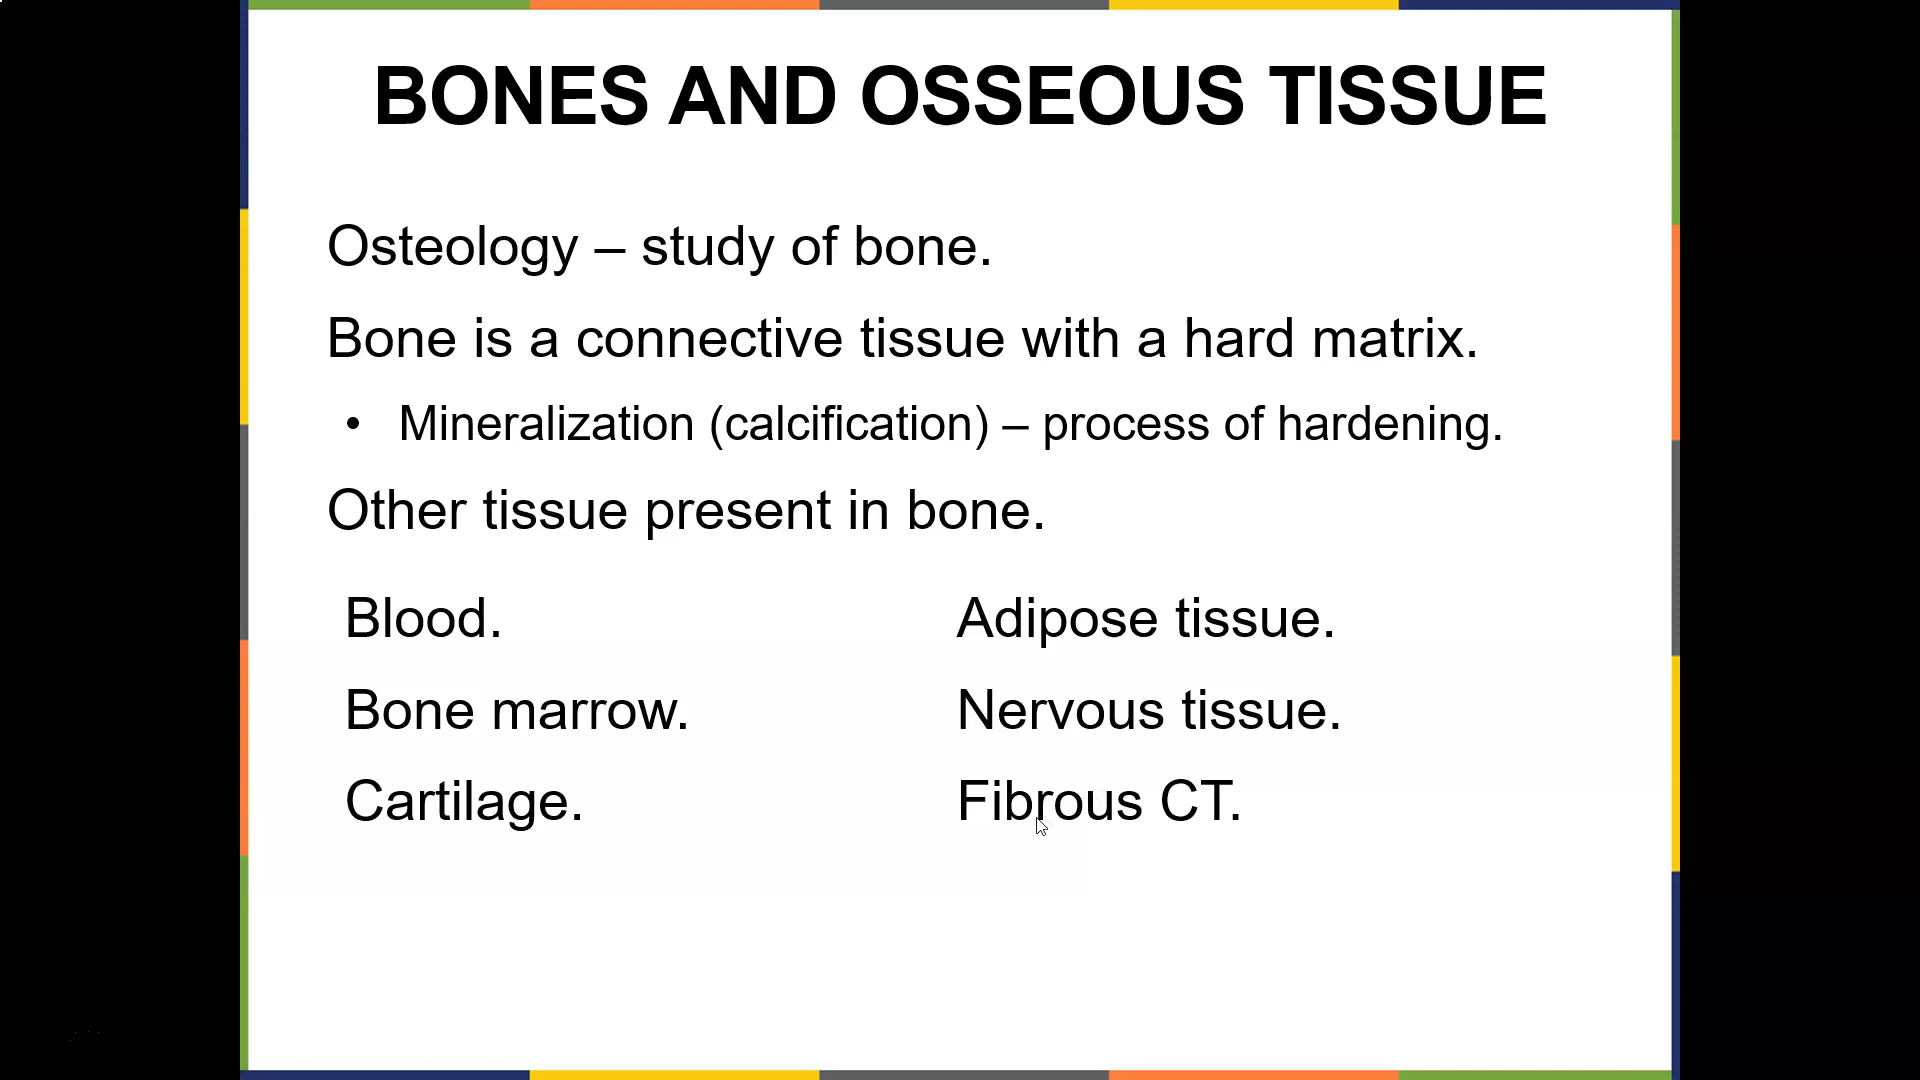 BONES AND OSSEOUS TISSUE
Osteology – study of bone.
Bone is a connective tissue with a hard matrix.
• Mineralization (calcification) – process of hardening.
Other tissue present in bone.
Blood.
Bone marrow.
Cartilage.
Adipose tissue.
Nervous tissue.
Fibrous CT.